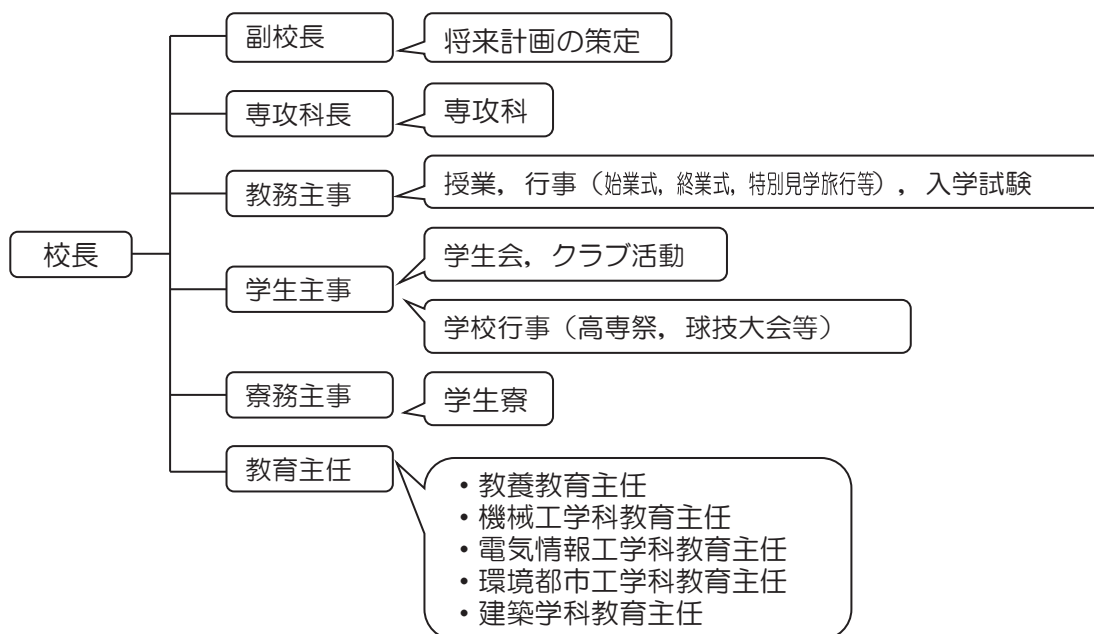 副校長
将来計画の策定
専攻科長
専攻科
教務主事
授業，行事（始業式，終業式，特別見学旅行等），入学試験
校長
学生主事
学生会，クラブ活動
学校行事（高専祭，球技大会等）
寮務主事
学生寮
教育主任
・教養教育主任
・機械工学科教育主任
・電気情報工学科教育主任
・環境都市工学科教育主任
・建築学科教育主任